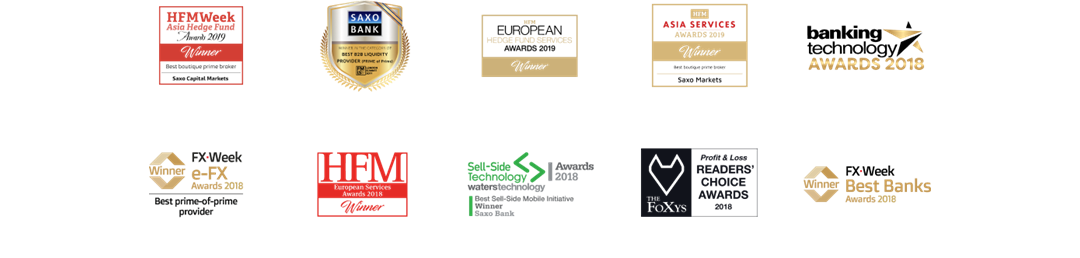 HFMWeek
Asia Hedge Fund
Awards 2019
Winner
Best boutique prime broker
Saxo Capital Markets
SAXO
BANK
BEST B2B LIQUIDITY
PROVIDER (PRIME of Prime)
HFM
EUROPEAN
HEDGE FUND SERVICES
AWARDS 2019
Winner
HFM
ASIA SERVICES
AWARDS 2019
Winner
Best boutique prime broker
Saxo Markets
banking
technology
AWARDS 2018
Winner
FX•Week
e-FX
Awards 2018
Best prime-of-prime
provider
HFM
European Services
Awards 2018
Winner
Sell-Side
Technology
waterstechnology
Awards
2018
Best Sell-Side Mobile Initiative
Winner
Saxo Bank
THE
FOXYS
Profit & Loss
READERS'
CHOICE
AWARDS
2018
Winner
FX•Week
Best Banks
Awards 2018